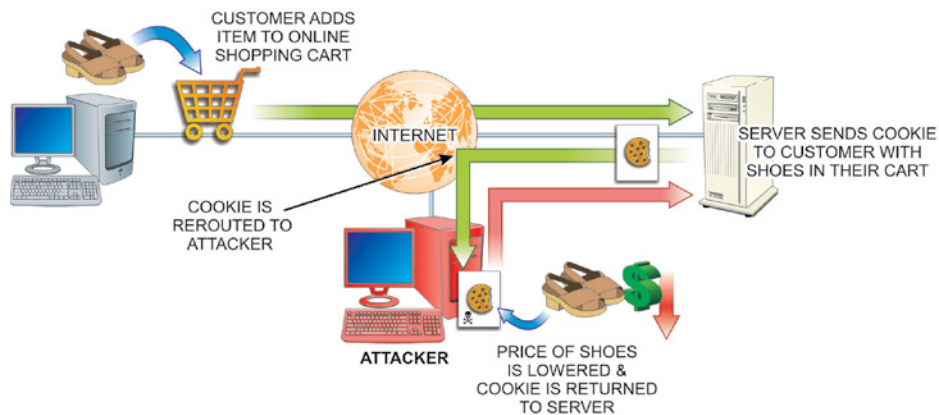 CUSTOMER ADDS
ITEM TO ONLINE
SHOPPING CART
INTERNET
SERVER SENDS COOKIE
TO CUSTOMER WITH
SHOES IN THEIR CART
COOKIE IS
REROUTED TO
ATTACKER
$
ATTACKER
PRICE OF SHOES
IS LOWERED &
COOKIE IS RETURNED
TO SERVER